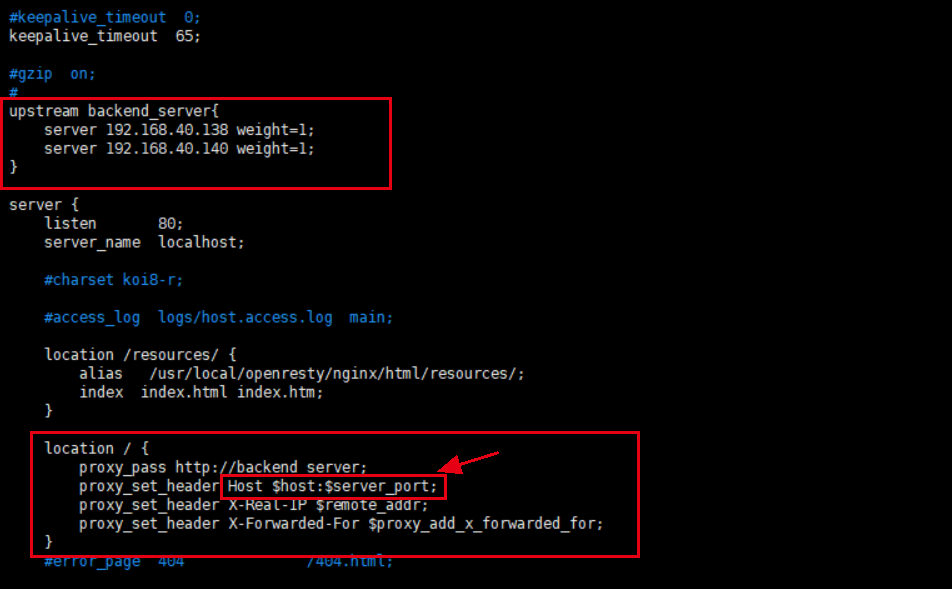 #keepalive_timeout  0;
keepalive_timeout  65;
#gzip  on;
#
upstream backend_server{
    server 192.168.40.138 weight=1;
    server 192.168.40.140 weight=1;
}
server {
    listen       80;
    server_name  localhost;
    #charset koi8-r;
    #access_log  logs/host.access.log  main;
    location /resources/ {
        alias   /usr/local/openresty/nginx/html/resources/;
        index  index.html index.htm;
    }
    location / {
        proxy_pass http://backend_server;
        proxy_set_header Host $host:$server_port;
        proxy_set_header X-Real-IP $remote_addr;
        proxy_set_header X-Forwarded-For $proxy_add_x_forwarded_for;
    }
    #error_page  404              /404.html;